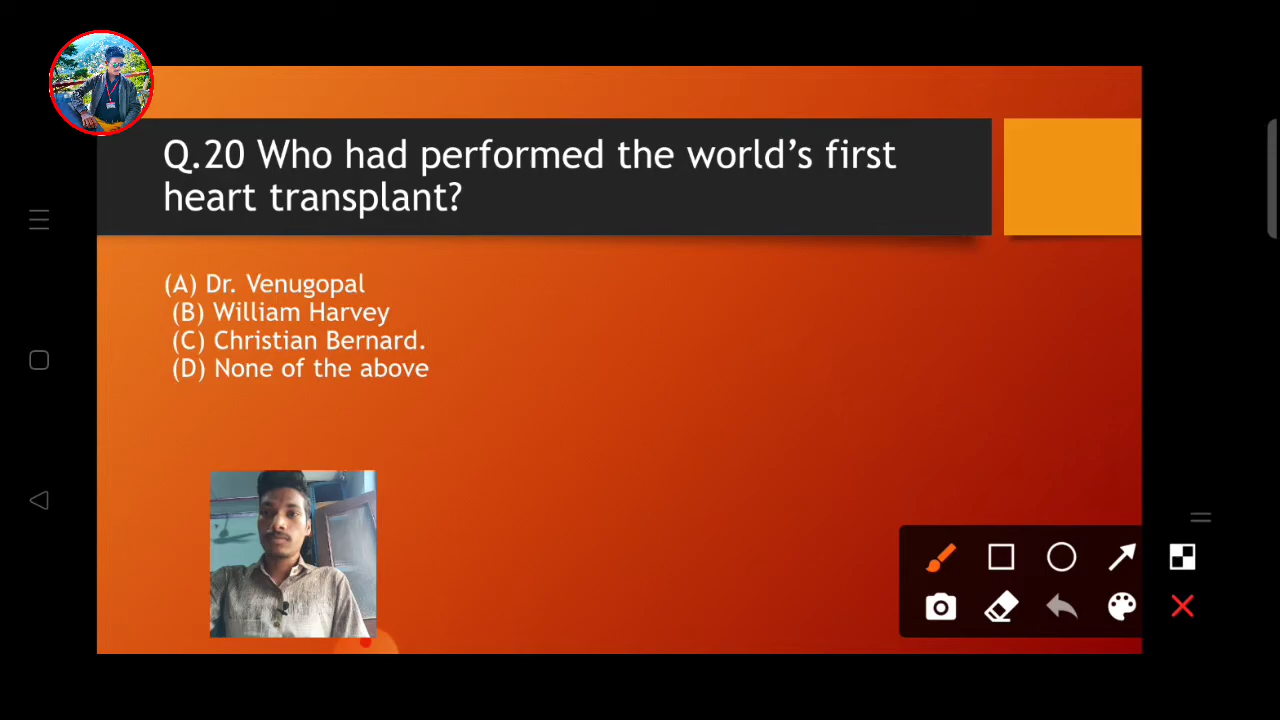 Q.20 Who had performed the world’s first
heart transplant?
(A) Dr. Venugopal
(B) William Harvey
(C) Christian Bernard.
(D) None of the above